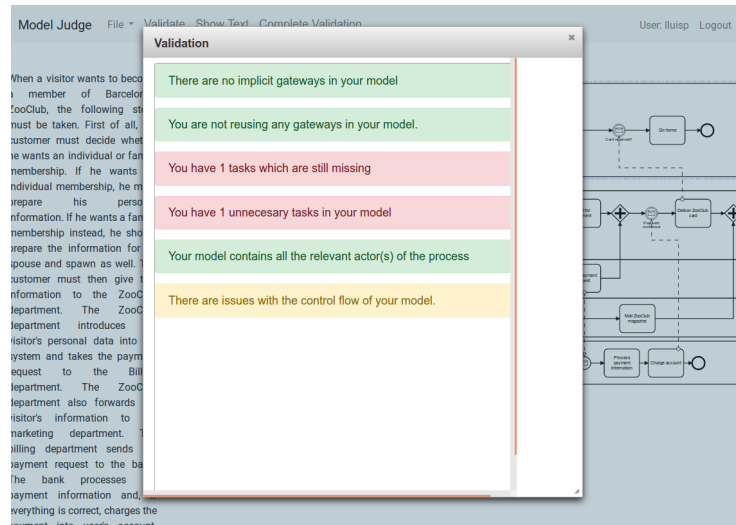 Model Judge File Validate Show Text Complete Validation User: lluisp Logout
Validation
There are no implicit gateways in your model
You are not reusing any gateways in your model.
You have 1 tasks which are still missing
You have 1 unnecesary tasks in your model
Your model contains all the relevant actor(s) of the process
There are issues with the control flow of your model.
When a visitor wants to beco
a member of Barcelo
ZooClub, the following st
must be taken. First of all,
customer must decide whet
he wants an individual or fam
membership. If he wants
individual membership, he m
prepare his perso
information. If he wants a fam
membership instead, he sho
prepare the information for
spouse and spawn as well. T
customer must then give t
information to the ZooC
department. The ZooC
department introduces
visitor's personal data into
system and takes the paym
request to the Bill
department. The ZooC
department also forwards
visitor's information to
marketing department. T
billing department sends
payment request to the ba
The bank processes
payment information and,
everything is correct, charges the
payment into user's account
Go home
Deliver ZooClub card
Mail ZooClub magazine
Process payment information
Charge account